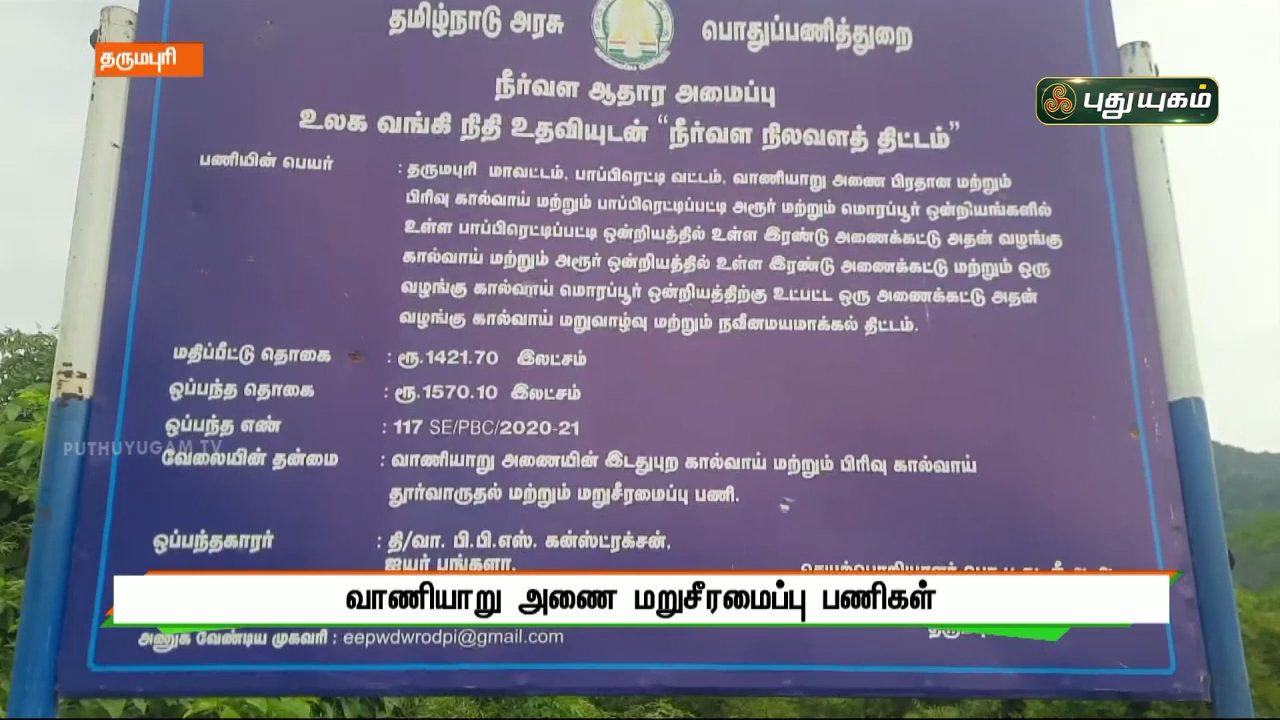 தமிழ்நாடு அரசு பொதுப்பணித்துறை
தருமபுரி
புதுயுகம்
நீர்வள ஆதார அமைப்பு
உலக வங்கி நிதி உதவியுடன் “நீர்வள நிலவளத் திட்டம்”
பணியின் பெயர் : தருமபுரி மாவட்டம், பாப்பிரெட்டி வட்டம், வாணியாறு அணை பிரதான மற்றும்
பிரிவு கால்வாய் மற்றும் பாப்பிரெட்டிப்பட்டி அரூர் மற்றும் மொரப்பூர் ஒன்றியங்களில்
உள்ள பாப்பிரெட்டிப்பட்டி ஒன்றியத்தில் உள்ள இரண்டு அணைக்கட்டு அதன் வழங்கு
கால்வாய் மற்றும் அரூர் ஒன்றியத்தில் உள்ள இரண்டு அணைக்கட்டு மற்றும் ஒரு
வழங்கு கால்வாய் மொரப்பூர் ஒன்றியத்திற்கு உட்பட்ட ஒரு அணைக்கட்டு அதன்
வழங்கு கால்வாய் மறுவாழ்வு மற்றும் நவீனமயமாக்கல் திட்டம்.
மதிப்பீட்டு தொகை : ரூ.1421.70 இலட்சம்
ஒப்பந்த தொகை : ரூ.1570.10 இலட்சம்
ஒப்பந்த எண் : 117 SE/PBC/2020-21
PUTHUYUGAM TV
வேலையின் தன்மை : வாணியாறு அணையின் இடதுபுற கால்வாய் மற்றும் பிரிவு கால்வாய்
தூர்வாருதல் மற்றும் மறுசீரமைப்பு பணி.
ஒப்பந்தகாரர் : தி/வா. பி.பி.எஸ். கன்ஸ்ட்ரக்சன்,
ஐயர் பங்களா,
வாணியாறு அணை மறுசீரமைப்பு பணிகள்
அணுக வேண்டிய முகவரி : eepwdwrodpi@gmail.com